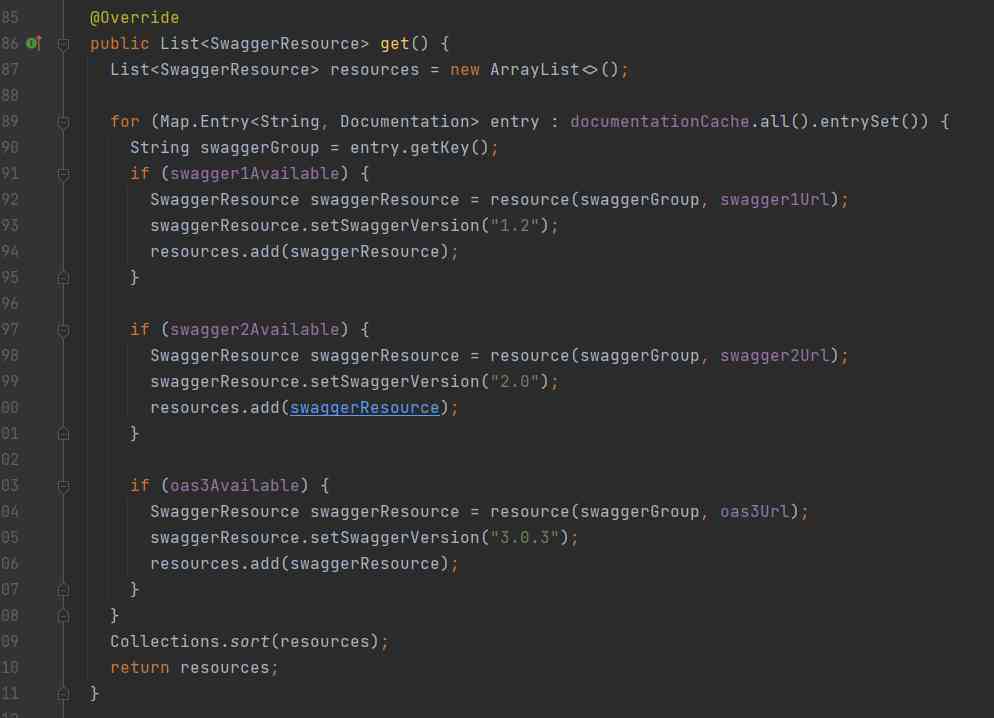 85 @Override
86 public List<SwaggerResource> get() {
87 List<SwaggerResource> resources = new ArrayList<>();
88
89 for (Map.Entry<String, Documentation> entry : documentationCache.all().entrySet()) {
90 String swaggerGroup = entry.getKey();
91 if (swagger1Available) {
92 SwaggerResource swaggerResource = resource(swaggerGroup, swagger1Url);
93 swaggerResource.setSwaggerVersion("1.2");
94 resources.add(swaggerResource);
95 }
96
97 if (swagger2Available) {
98 SwaggerResource swaggerResource = resource(swaggerGroup, swagger2Url);
99 swaggerResource.setSwaggerVersion("2.0");
00 resources.add(swaggerResource);
01 }
02
03 if (oas3Available) {
04 SwaggerResource swaggerResource = resource(swaggerGroup, oas3Url);
05 swaggerResource.setSwaggerVersion("3.0.3");
06 resources.add(swaggerResource);
07 }
08 }
09 Collections.sort(resources);
10 return resources;
11 }